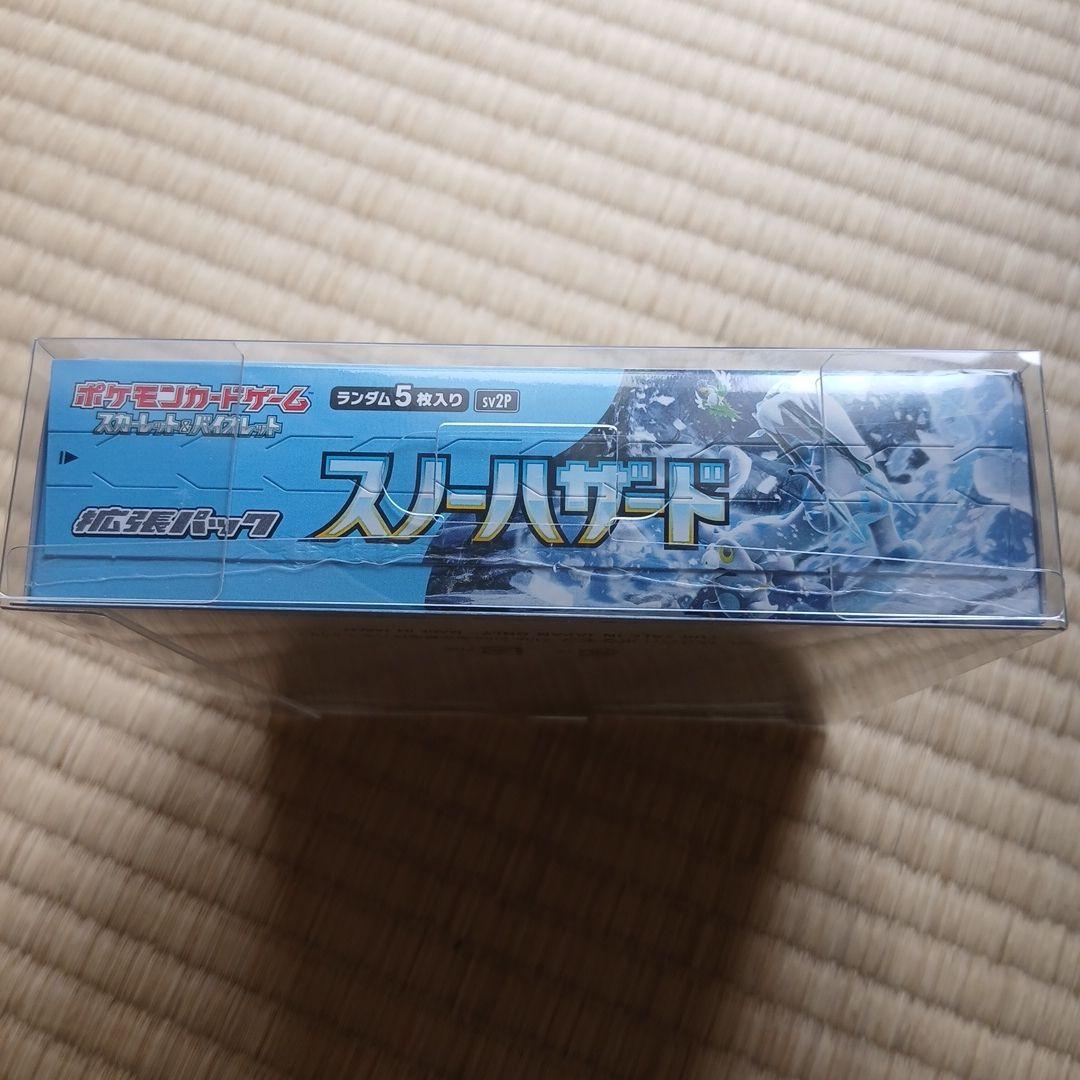 ポケモンカードゲーム
スカーレット&バイオレット
ランダム5枚入り sv2P
拡張パック
スノーハザード